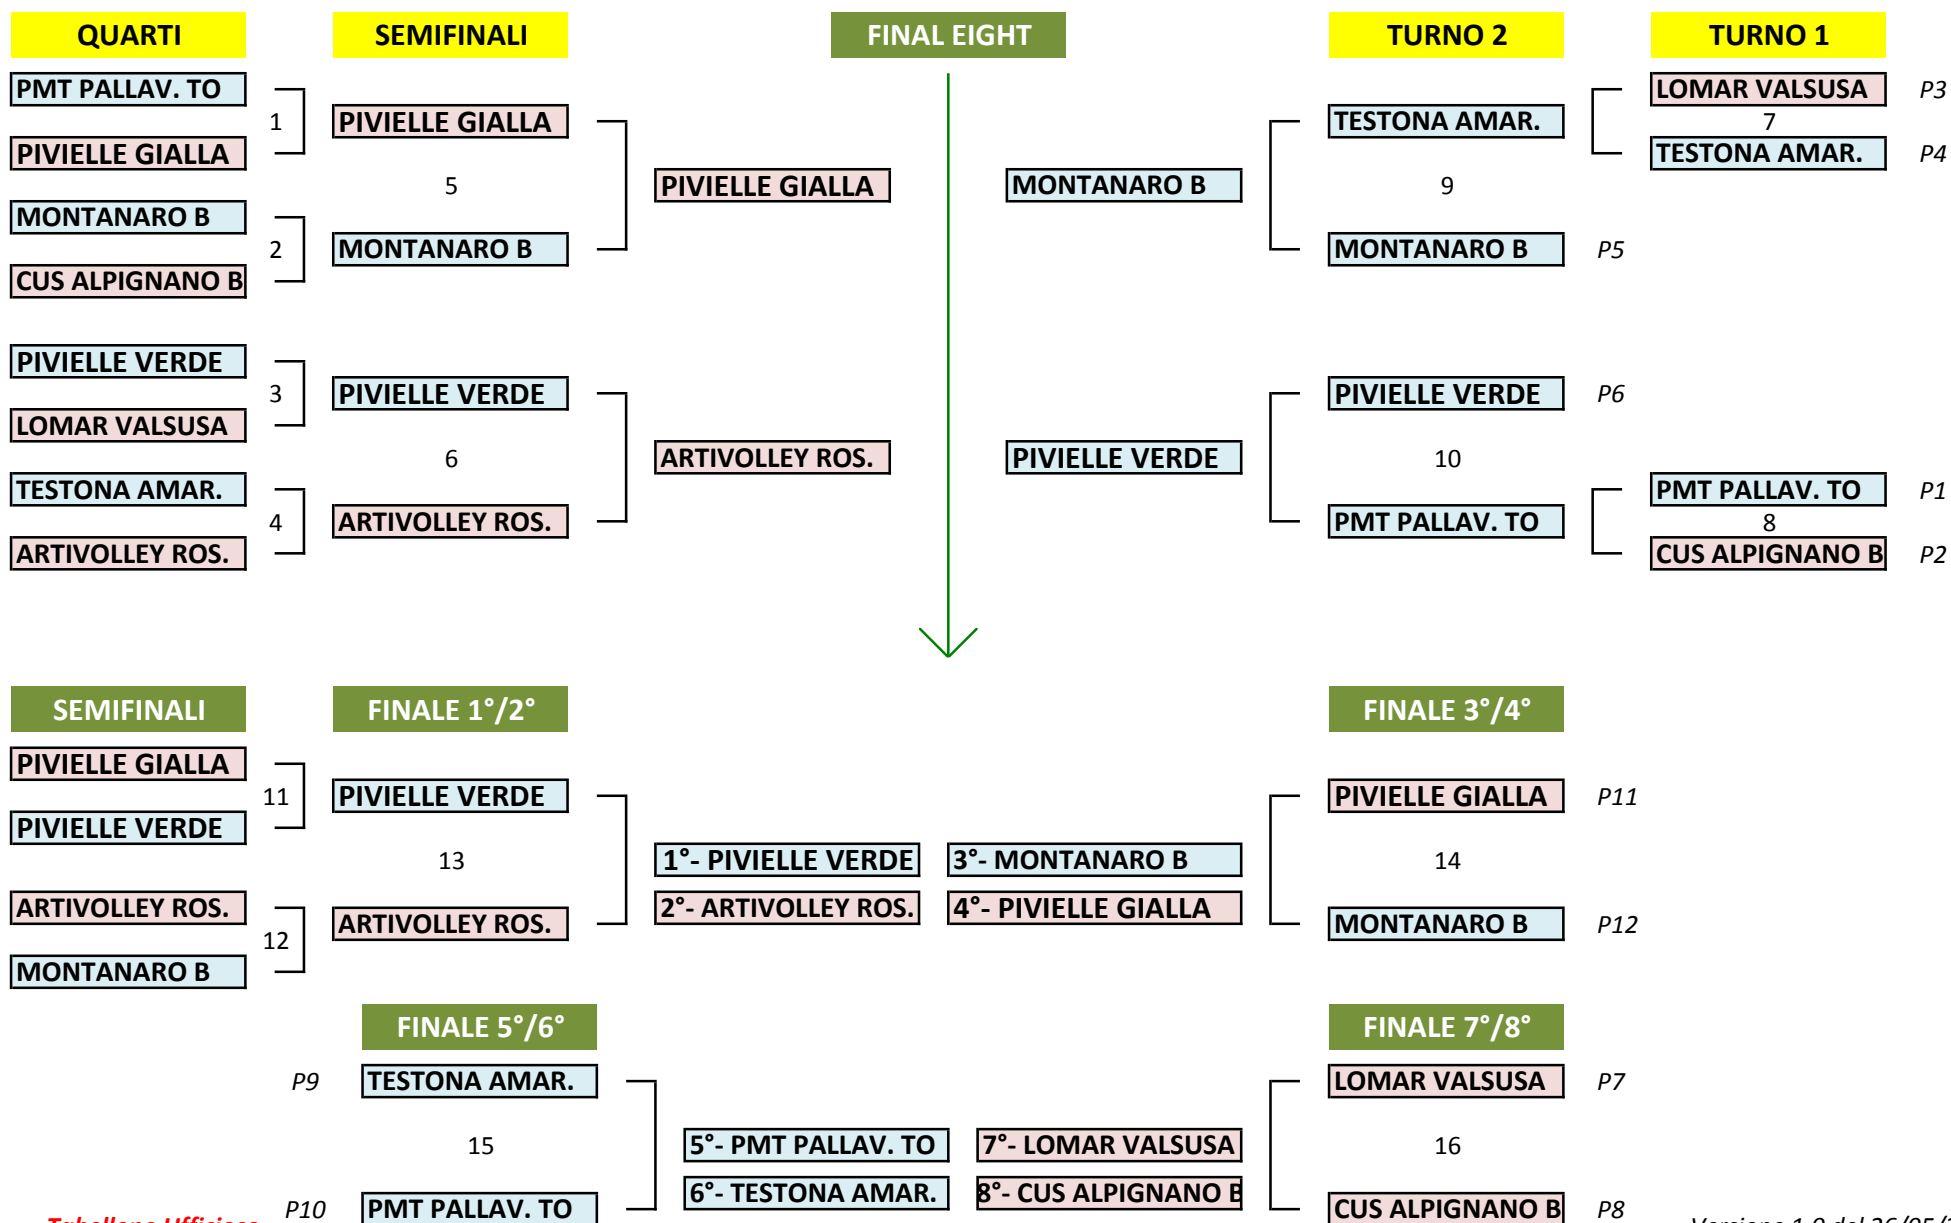 QUARTI SEMIFINALI FINAL EIGHT TURNO 2 TURNO 1
PMT PALLAV. TO LOMAR VALSUSA P3
1 PIVIELLE GIALLA TESTONA AMAR. 7
PIVIELLE GIALLA TESTONA AMAR. P4
5 PIVIELLE GIALLA MONTANARO B 9
MONTANARO B
2 MONTANARO B MONTANARO B P5
CUS ALPIGNANO B
PIVIELLE VERDE
3 PIVIELLE VERDE PIVIELLE VERDE P6
LOMAR VALSUSA
6 ARTIVOLLEY ROS. PIVIELLE VERDE 10
TESTONA AMAR. PMT PALLAV. TO P1
4 ARTIVOLLEY ROS. PMT PALLAV. TO 8
ARTIVOLLEY ROS. CUS ALPIGNANO B P2
SEMIFINALI FINALE 1°/2° FINALE 3°/4°
PIVIELLE GIALLA
11 PIVIELLE VERDE PIVIELLE GIALLA P11
PIVIELLE VERDE
13 1°- PIVIELLE VERDE 3°- MONTANARO B 14
ARTIVOLLEY ROS. 2°- ARTIVOLLEY ROS. 4°- PIVIELLE GIALLA
12 ARTIVOLLEY ROS. MONTANARO B P12
MONTANARO B
FINALE 5°/6° FINALE 7°/8°
P9 TESTONA AMAR. LOMAR VALSUSA P7
15 5°- PMT PALLAV. TO 7°- LOMAR VALSUSA 16
6°- TESTONA AMAR. 8°- CUS ALPIGNANO B
P10 PMT PALLAV. TO CUS ALPIGNANO B P8